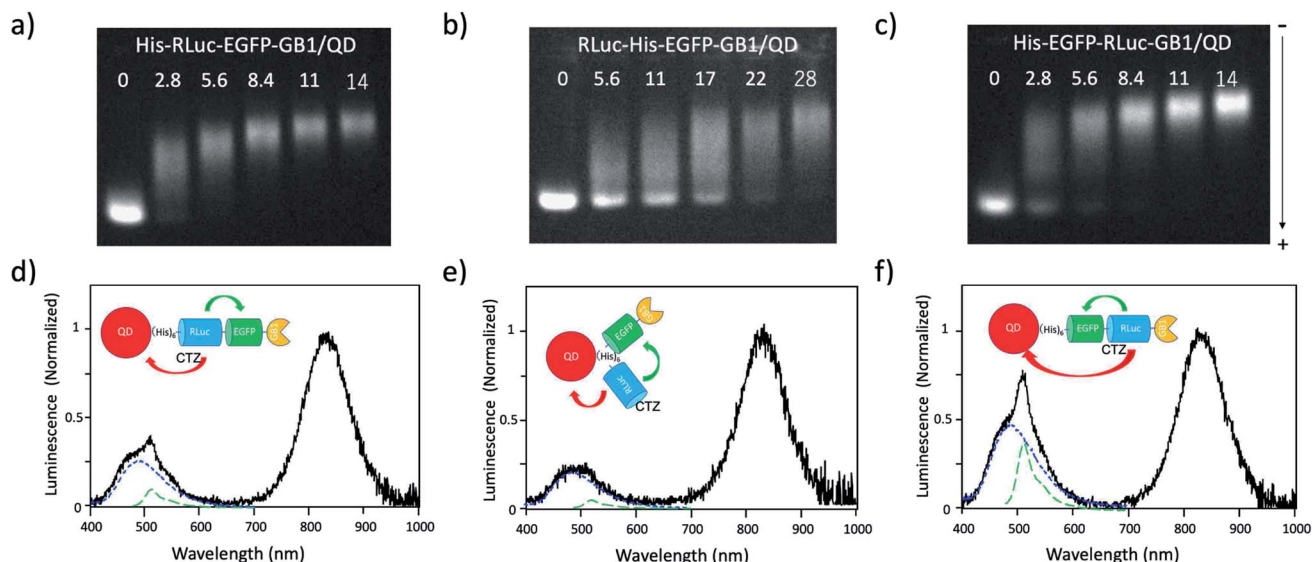 a)
His-RLuc-EGFP-GB1/QD
0 2.8 5.6 8.4 11 14
b)
RLuc-His-EGFP-GB1/QD
0 5.6 11 17 22 28
c)
His-EGFP-RLuc-GB1/QD
0 2.8 5.6 8.4 11 14
-
+
d)
Luminescence (Normalized)
1
0.5
0
QD (His)6 RLuc EGFP GB1
CTZ
400 500 600 700 800 900 1000
Wavelength (nm)
e)
Luminescence (Normalized)
1
0.5
0
GB1
EGFP
QD (His)6
RLuc
CTZ
400 500 600 700 800 900 1000
Wavelength (nm)
f)
Luminescence (Normalized)
1
0.5
0
QD (His)6 EGFP RLuc GB1
CTZ
400 500 600 700 800 900 1000
Wavelength (nm)